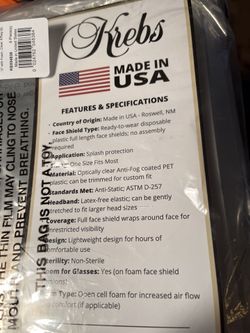 Krebs
MADE IN
USA
FEATURES & SPECIFICATIONS
• Country of Origin: Made in USA - Roswell, NM
• Face Shield Type: Ready-to-wear disposable
plastic full length face shields; no assembly
required
Application: Splash protection
One Size Fits Most
Material: Optically clear Anti-Fog coated PET
plastic; can be trimmed for custom fit
Standards Met: Anti-Static ASTM D-257
Headband: Latex-free elastic; can be gently
stretched to fit larger head sizes
Coverage: Full face shield wraps around face for
unrestricted visibility
Design: Lightweight design for hours of
comfortable use
Sterility: Non-Sterile
Room for Glasses: Yes (on foam face shield
Type: Open cell foam for increased air flow
comfort (if applicable)
THIS BAG IS NOT A TOY.
THIN FILM MAY CLING TO NOSE
MOUTH AND PREVENT BREATHING.